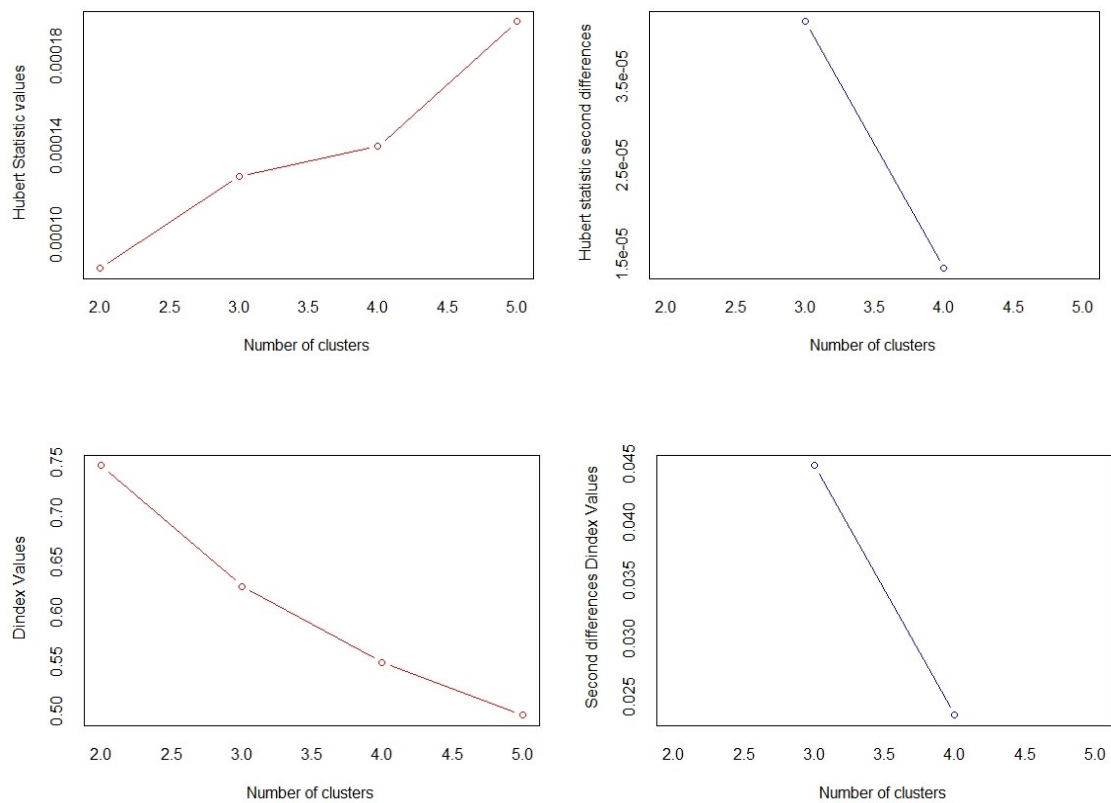 Hubert Statistic values
0.00010 0.00014 0.00018
2.0 2.5 3.0 3.5 4.0 4.5 5.0
Number of clusters
Hubert statistic second differences
1.5e-05 2.5e-05 3.5e-05
2.0 2.5 3.0 3.5 4.0 4.5 5.0
Number of clusters
Dindex Values
0.50 0.55 0.60 0.65 0.70 0.75
2.0 2.5 3.0 3.5 4.0 4.5 5.0
Number of clusters
Second differences Dindex Values
0.025 0.030 0.035 0.040 0.045
2.0 2.5 3.0 3.5 4.0 4.5 5.0
Number of clusters